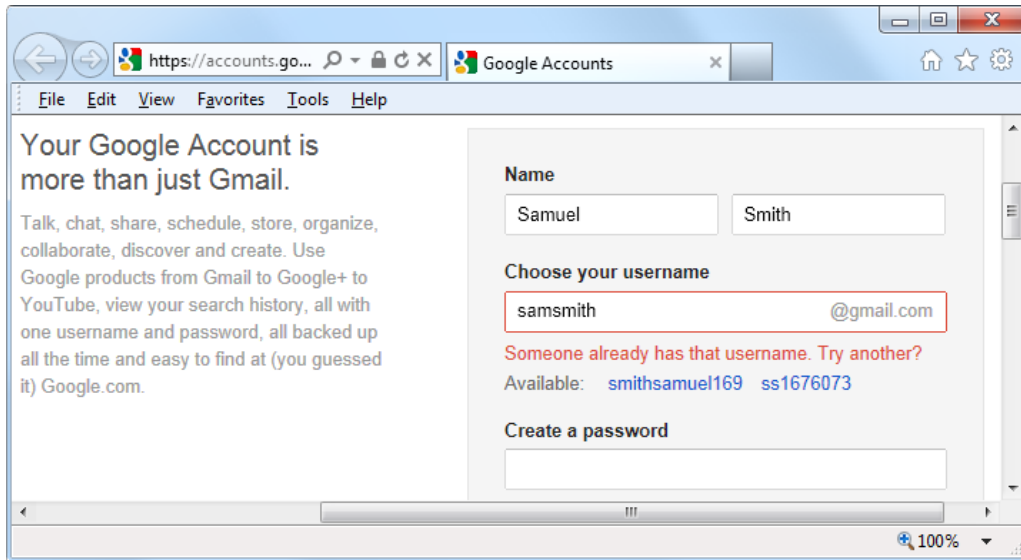 https://accounts.go...
Google Accounts
File Edit View Favorites Tools Help
Your Google Account is
more than just Gmail.
Talk, chat, share, schedule, store, organize,
collaborate, discover and create. Use
Google products from Gmail to Google+ to
YouTube, view your search history, all with
one username and password, all backed up
all the time and easy to find at (you guessed
it) Google.com.
Name
Samuel Smith
Choose your username
samsmith @gmail.com
Someone already has that username. Try another?
Available: smithsamuel169 ss1676073
Create a password
100%